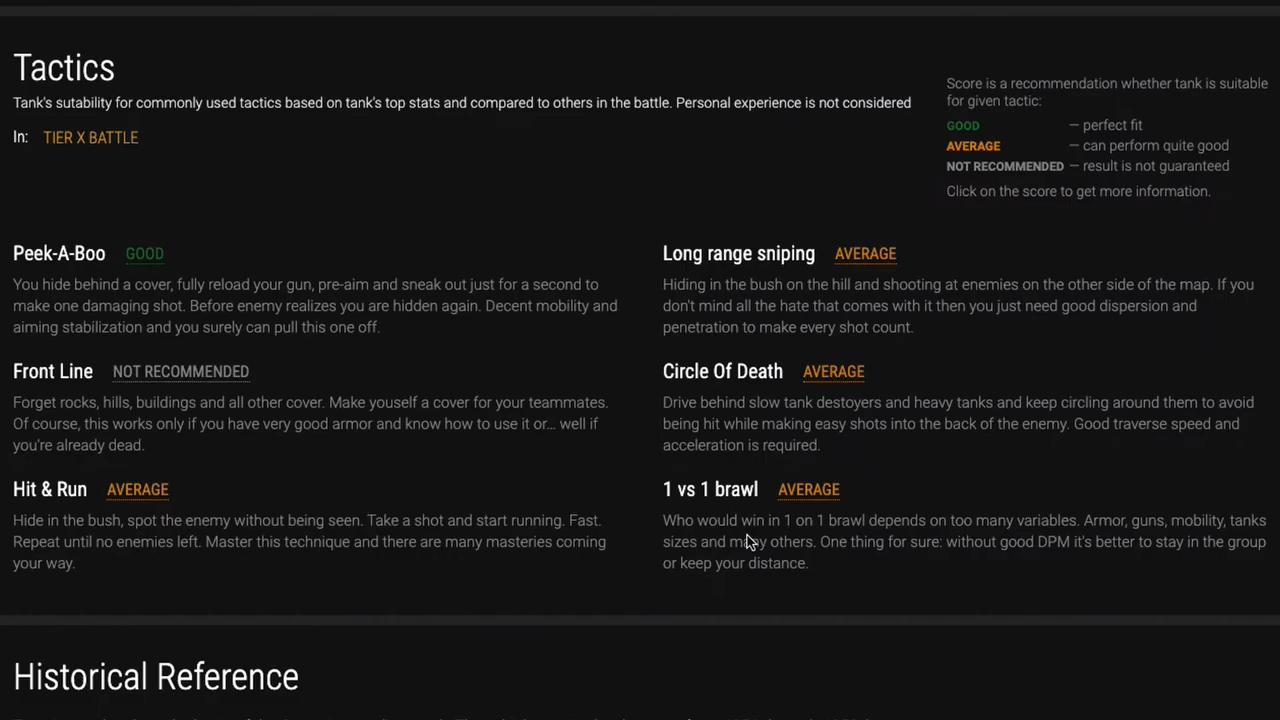 Tactics
Tank's sutability for commonly used tactics based on tank's top stats and compared to others in the battle. Personal experience is not considered
In: TIER X BATTLE
Score is a recommendation whether tank is suitable
for given tactic:
GOOD — perfect fit
AVERAGE — can perform quite good
NOT RECOMMENDED — result is not guaranteed
Click on the score to get more information.
Peek-A-Boo GOOD
You hide behind a cover, fully reload your gun, pre-aim and sneak out just for a second to
make one damaging shot. Before enemy realizes you are hidden again. Decent mobility and
aiming stabilization and you surely can pull this one off.
Long range sniping AVERAGE
Hiding in the bush on the hill and shooting at enemies on the other side of the map. If you
don't mind all the hate that comes with it then you just need good dispersion and
penetration to make every shot count.
Front Line NOT RECOMMENDED
Forget rocks, hills, buildings and all other cover. Make youself a cover for your teammates.
Of course, this works only if you have very good armor and know how to use it or... well if
you're already dead.
Circle Of Death AVERAGE
Drive behind slow tank destoyers and heavy tanks and keep circling around them to avoid
being hit while making easy shots into the back of the enemy. Good traverse speed and
acceleration is required.
Hit & Run AVERAGE
Hide in the bush, spot the enemy without being seen. Take a shot and start running. Fast.
Repeat until no enemies left. Master this technique and there are many masteries coming
your way.
1 vs 1 brawl AVERAGE
Who would win in 1 on 1 brawl depends on too many variables. Armor, guns, mobility, tanks
sizes and many others. One thing for sure: without good DPM it's better to stay in the group
or keep your distance.
Historical Reference